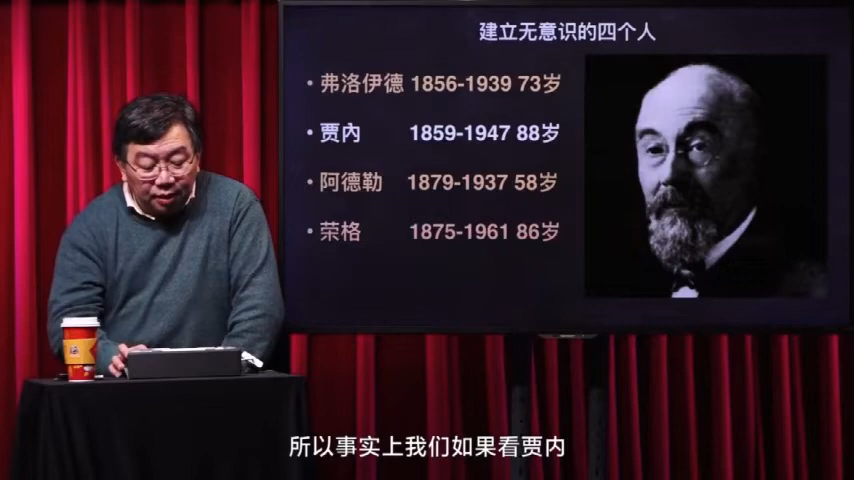 建立无意识的四个人
• 弗洛伊德 1856-1939 73岁
• 贾内 1859-1947 88岁
• 阿德勒 1879-1937 58岁
• 荣格 1875-1961 86岁
所以事实上我们如果看贾内